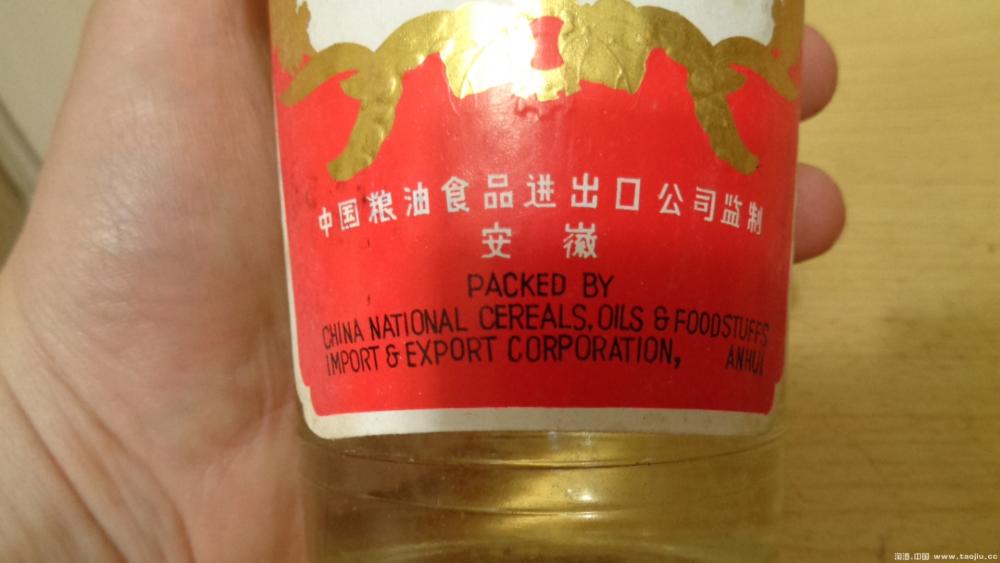 中国粮油食品进出口公司监制
安徽
PACKED BY
CHINA NATIONAL CEREALS, OILS & FOODSTUFFS
IMPORT & EXPORT CORPORATION, ANHUI
淘酒.中国 www.taojiu.cc